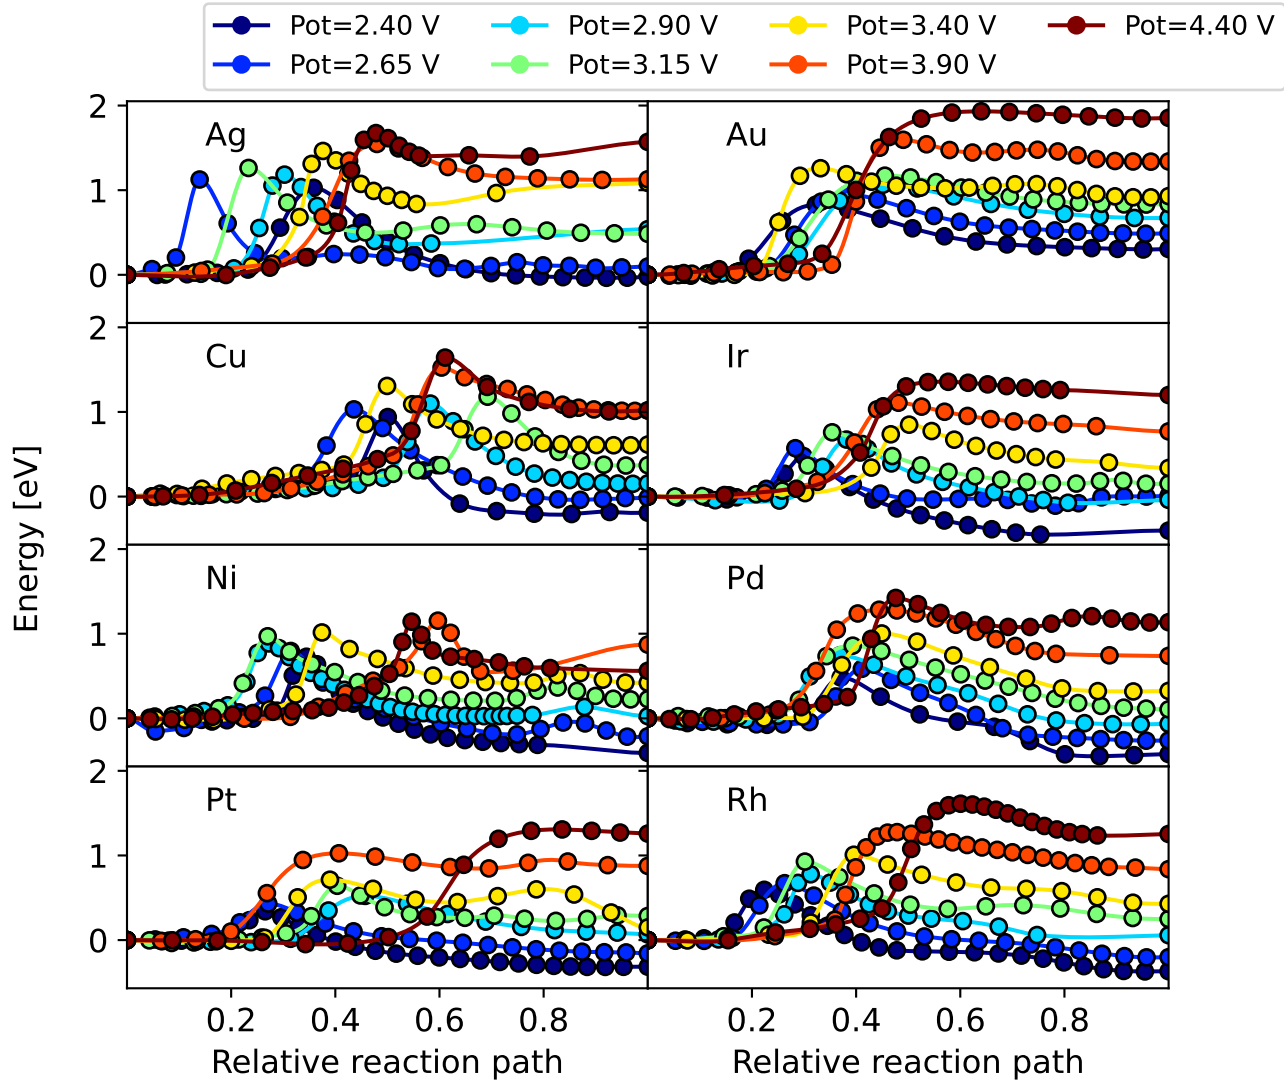 Pot=2.40 V Pot=2.90 V Pot=3.40 V Pot=4.40 V
Pot=2.65 V Pot=3.15 V Pot=3.90 V
2
1
0
Ag
Au
2
1
0
Cu
Ir
2
1
0
Ni
Pd
2
1
0
Pt
Rh
0.2 0.4 0.6 0.8 0.2 0.4 0.6 0.8
Relative reaction path Relative reaction path
Energy [eV]